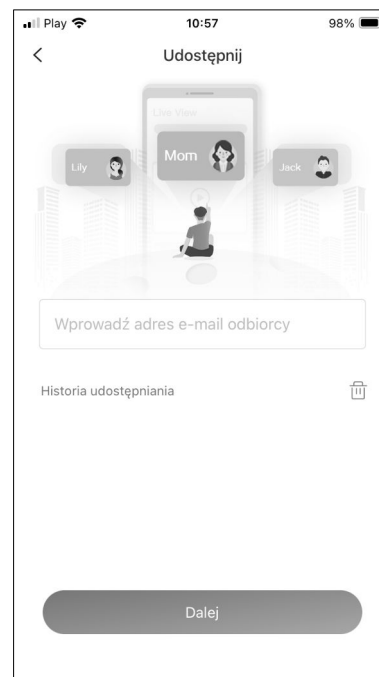 Play 10:57 98%
Udostępnij
Live View
Lily Mom Jack
Wprowadź adres e-mail odbiorcy
Historia udostępniania
Dalej